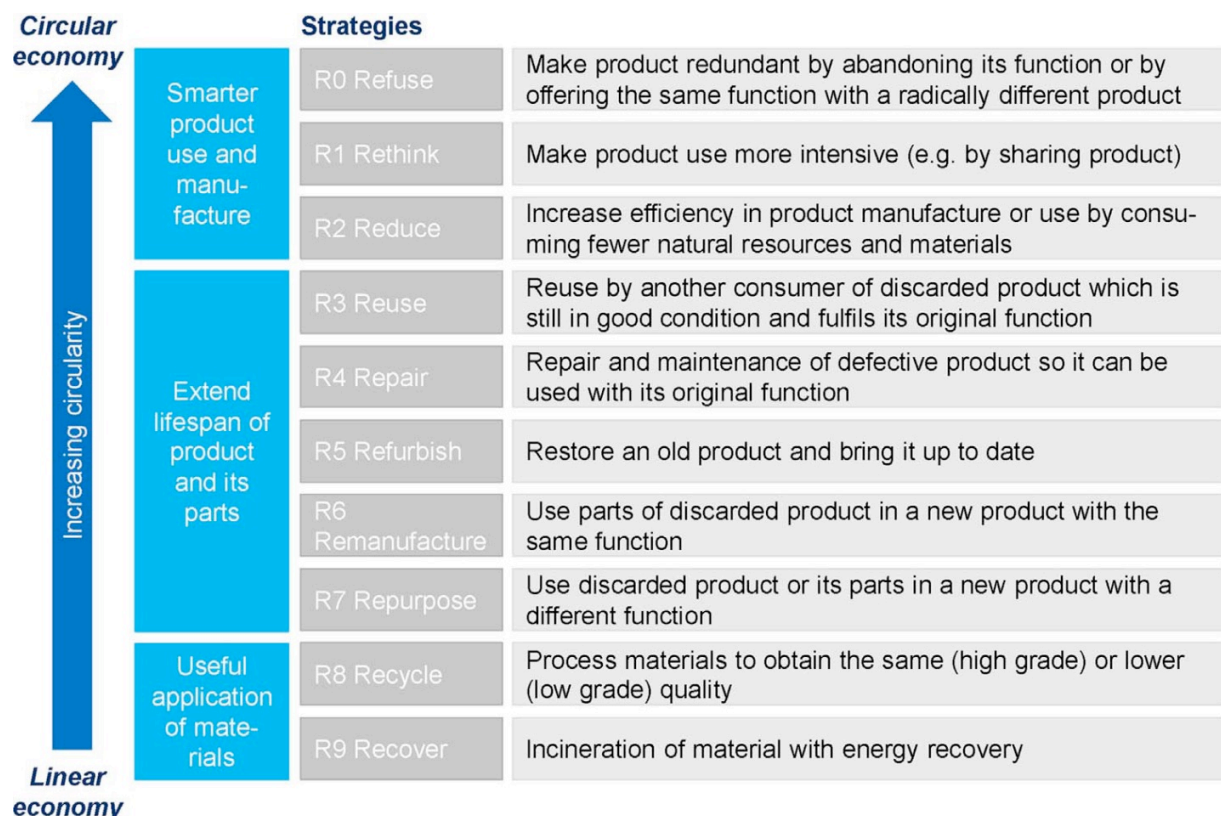 Circular
economy
Strategies
Increasing circularity
Smarter
product
use and
manu-
facture
R0 Refuse
Make product redundant by abandoning its function or by
offering the same function with a radically different product
R1 Rethink
Make product use more intensive (e.g. by sharing product)
R2 Reduce
Increase efficiency in product manufacture or use by consu-
ming fewer natural resources and materials
Extend
lifespan of
product
and its
parts
R3 Reuse
Reuse by another consumer of discarded product which is
still in good condition and fulfils its original function
R4 Repair
Repair and maintenance of defective product so it can be
used with its original function
R5 Refurbish
Restore an old product and bring it up to date
R6
Remanufacture
Use parts of discarded product in a new product with the
same function
R7 Repurpose
Use discarded product or its parts in a new product with a
different function
Useful
application
of mate-
rials
R8 Recycle
Process materials to obtain the same (high grade) or lower
(low grade) quality
R9 Recover
Incineration of material with energy recovery
Linear
economy